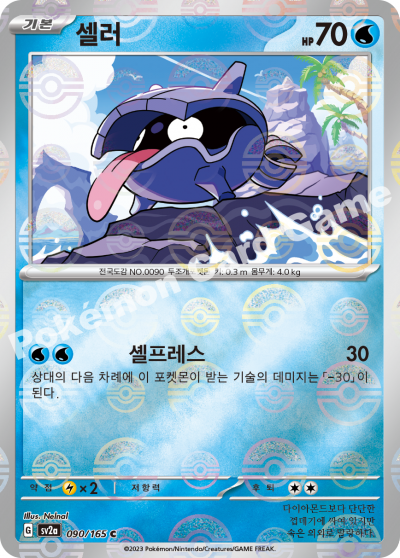 기본 셀러 HP 70
전국도감 NO.0090 두조개포켓몬 키: 0.3 m 몸무게: 4.0 kg
Pokémon Card Game
셸프레스 30
상대의 다음 차례에 이 포켓몬이 받는 기술의 데미지는 「-30」이
된다.
약점 ×2 저항력 후퇴
Illus. Nelnal
G sv2a 090/165 C
다이아몬드보다 단단한
껍데기에 싸여 있지만
속은 의외로 말랑하다.
©2023 Pokémon/Nintendo/Creatures/GAME FREAK.